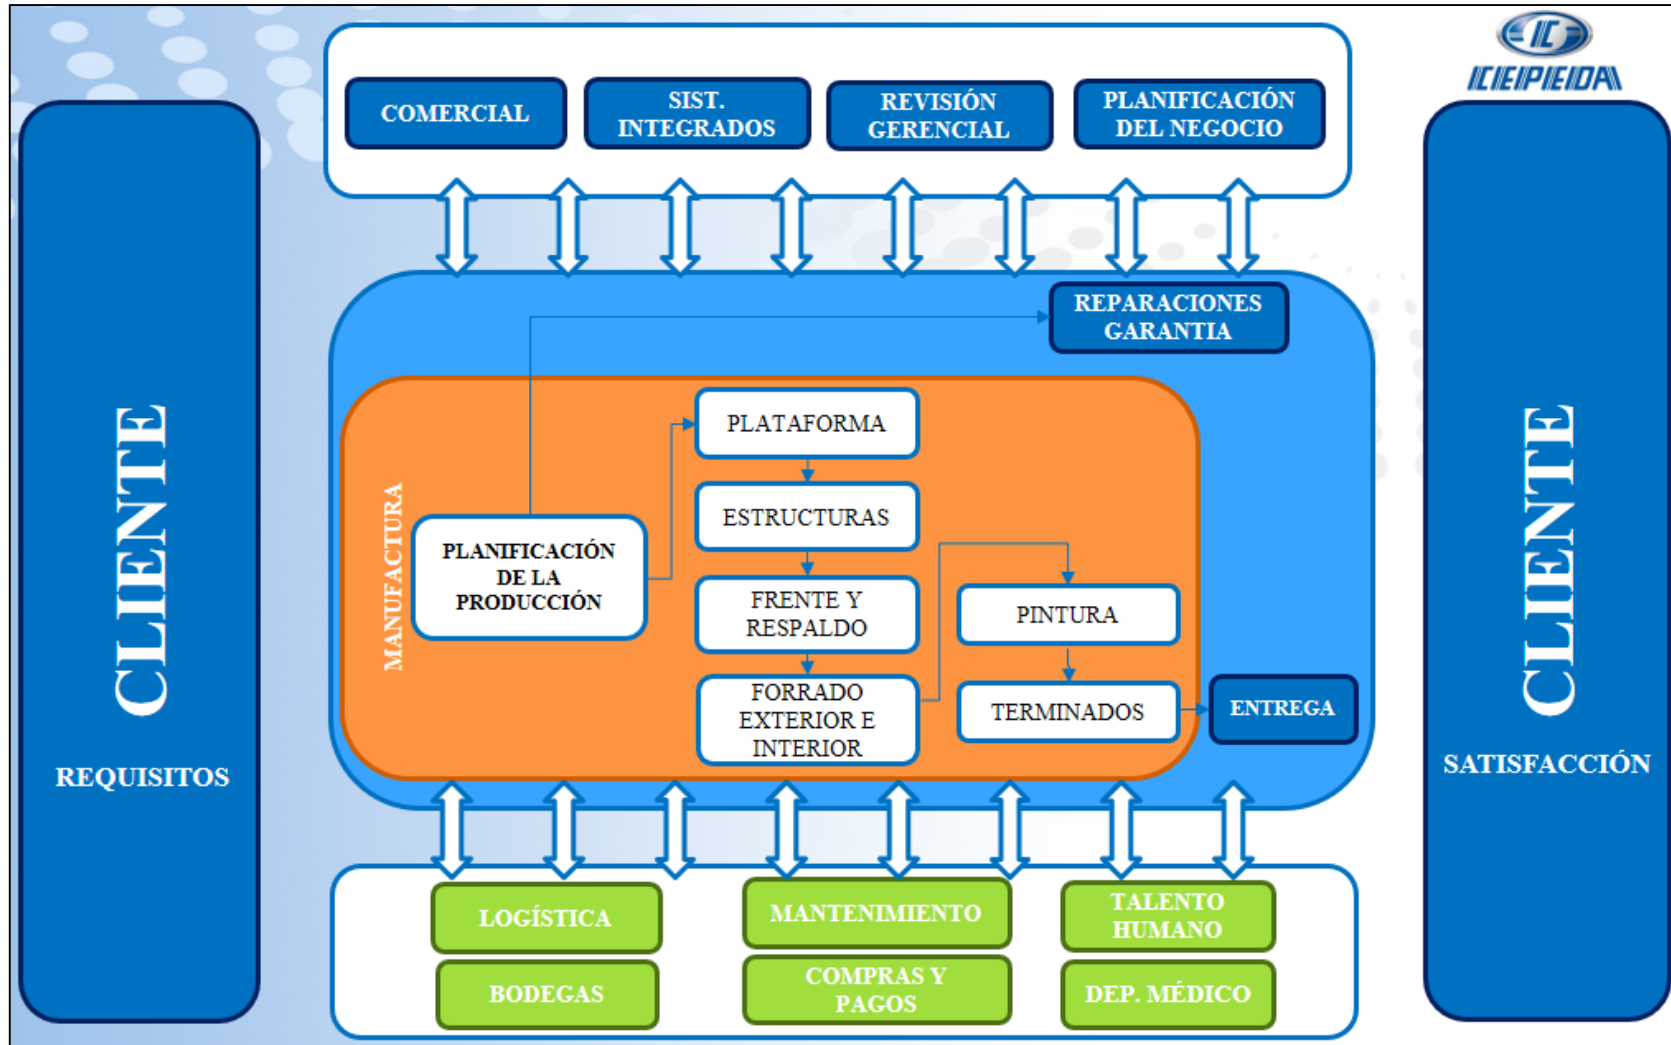 CEPEDA
COMERCIAL
SIST.
INTEGRADOS
REVISIÓN
GERENCIAL
PLANIFICACIÓN
DEL NEGOCIO
CLIENTE
REQUISITOS
REPARACIONES
GARANTIA
MANUFACTURA
PLANIFICACIÓN
DE LA
PRODUCCIÓN
PLATAFORMA
ESTRUCTURAS
FRENTE Y
RESPALDO
FORRADO
EXTERIOR E
INTERIOR
PINTURA
TERMINADOS
ENTREGA
LOGÍSTICA
BODEGAS
MANTENIMIENTO
COMPRAS Y
PAGOS
TALENTO
HUMANO
DEP. MÉDICO
CLIENTE
SATISFACCIÓN